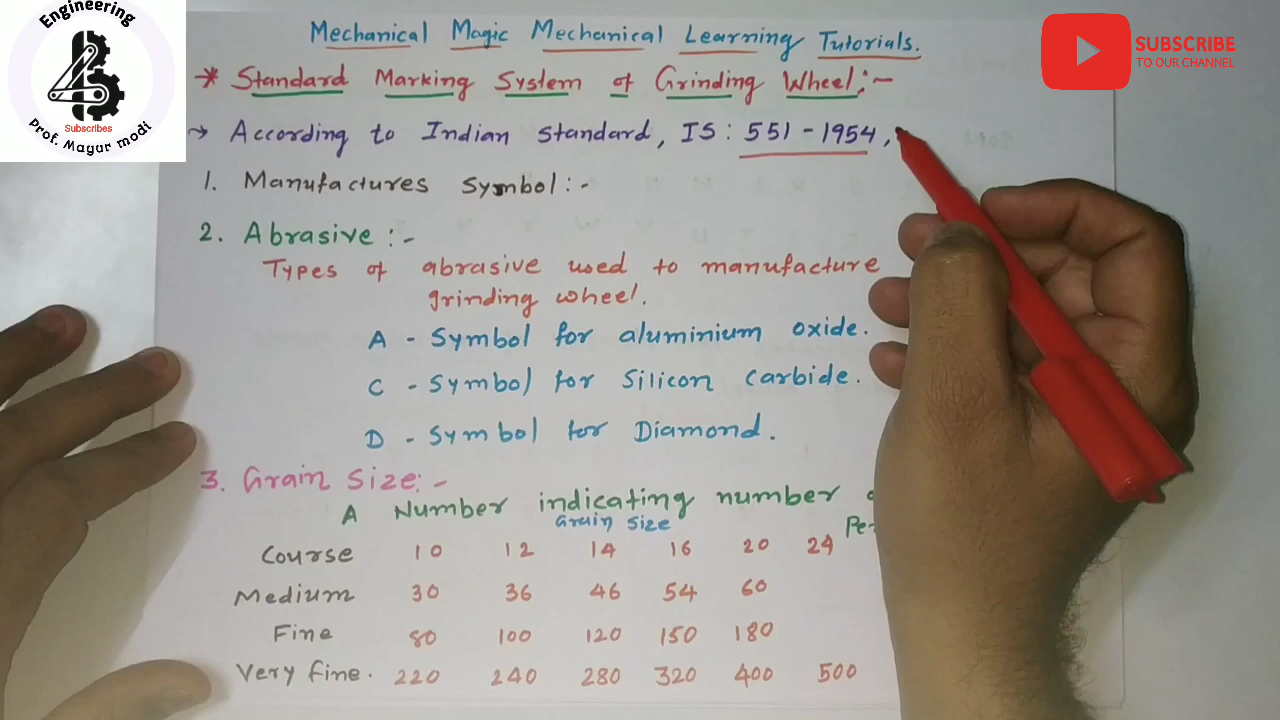 Engineering
Subscribes
Prof. Mayur modi
SUBSCRIBE
TO OUR CHANNEL
Mechanical Magic Mechanical Learning Tutorials.
* Standard Marking System of Grinding Wheel:-
→ According to Indian Standard, IS: 551-1954,
1. Manufactures Symbol:-
2. Abrasive:-
Types of abrasive used to manufacture
grinding wheel.
A - Symbol for aluminium oxide.
C - Symbol for Silicon carbide.
D - Symbol for Diamond.
3. Grain Size:-
A Number indicating number
Grain Size
Course 10 12 14 16 20 24
Medium 30 36 46 54 60
Fine 80 100 120 150 180
Very fine. 220 240 280 320 400 500